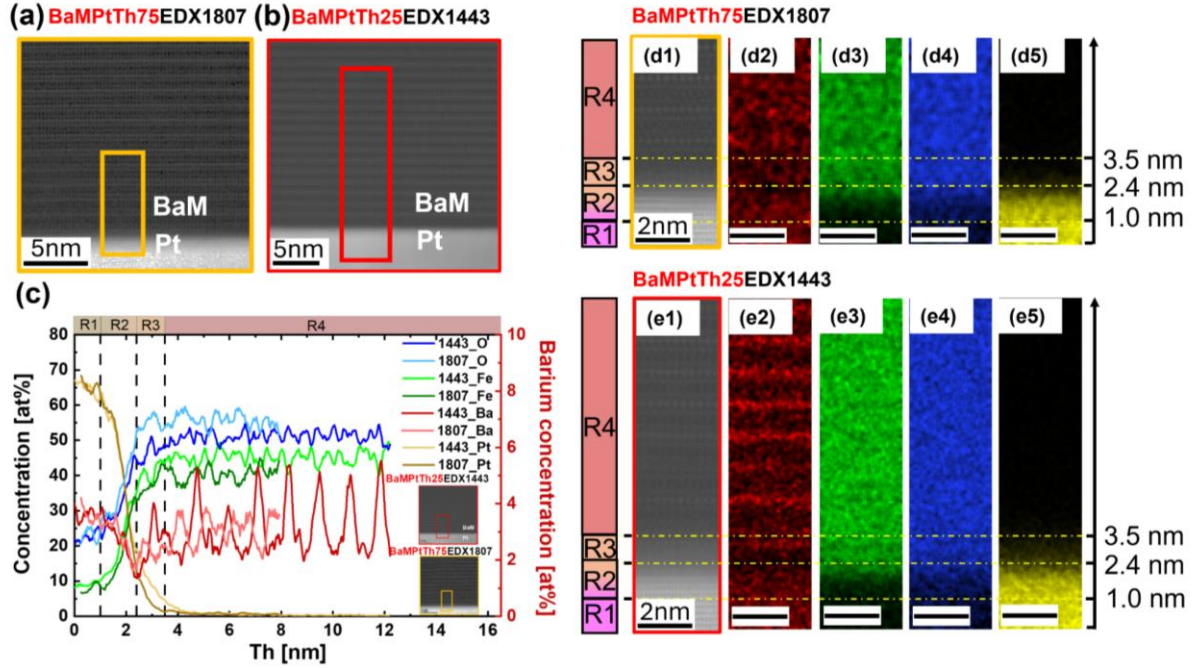 (a) BaMPtTh75EDX1807
(b) BaMPtTh25EDX1443
BaM
Pt
5nm
BaM
Pt
5nm
(c)
R1 R2 R3 R4
80
70
60
50
40
30
20
10
0
Concentration [at%]
0 2 4 6 8 10 12 14 16
Th [nm]
10
8
6
4
2
0
Barium concentration [at%]
1443_O
1807_O
1443_Fe
1807_Fe
1443_Ba
1807_Ba
1443_Pt
1807_Pt
BaMPtTh25EDX1443
BaM
Pt
BaMPtTh75EDX1807
BaMPtTh75EDX1807
R4
R3
R2
R1
(d1) (d2) (d3) (d4) (d5)
2nm
3.5 nm
2.4 nm
1.0 nm
BaMPtTh25EDX1443
R4
R3
R2
R1
(e1) (e2) (e3) (e4) (e5)
2nm
3.5 nm
2.4 nm
1.0 nm